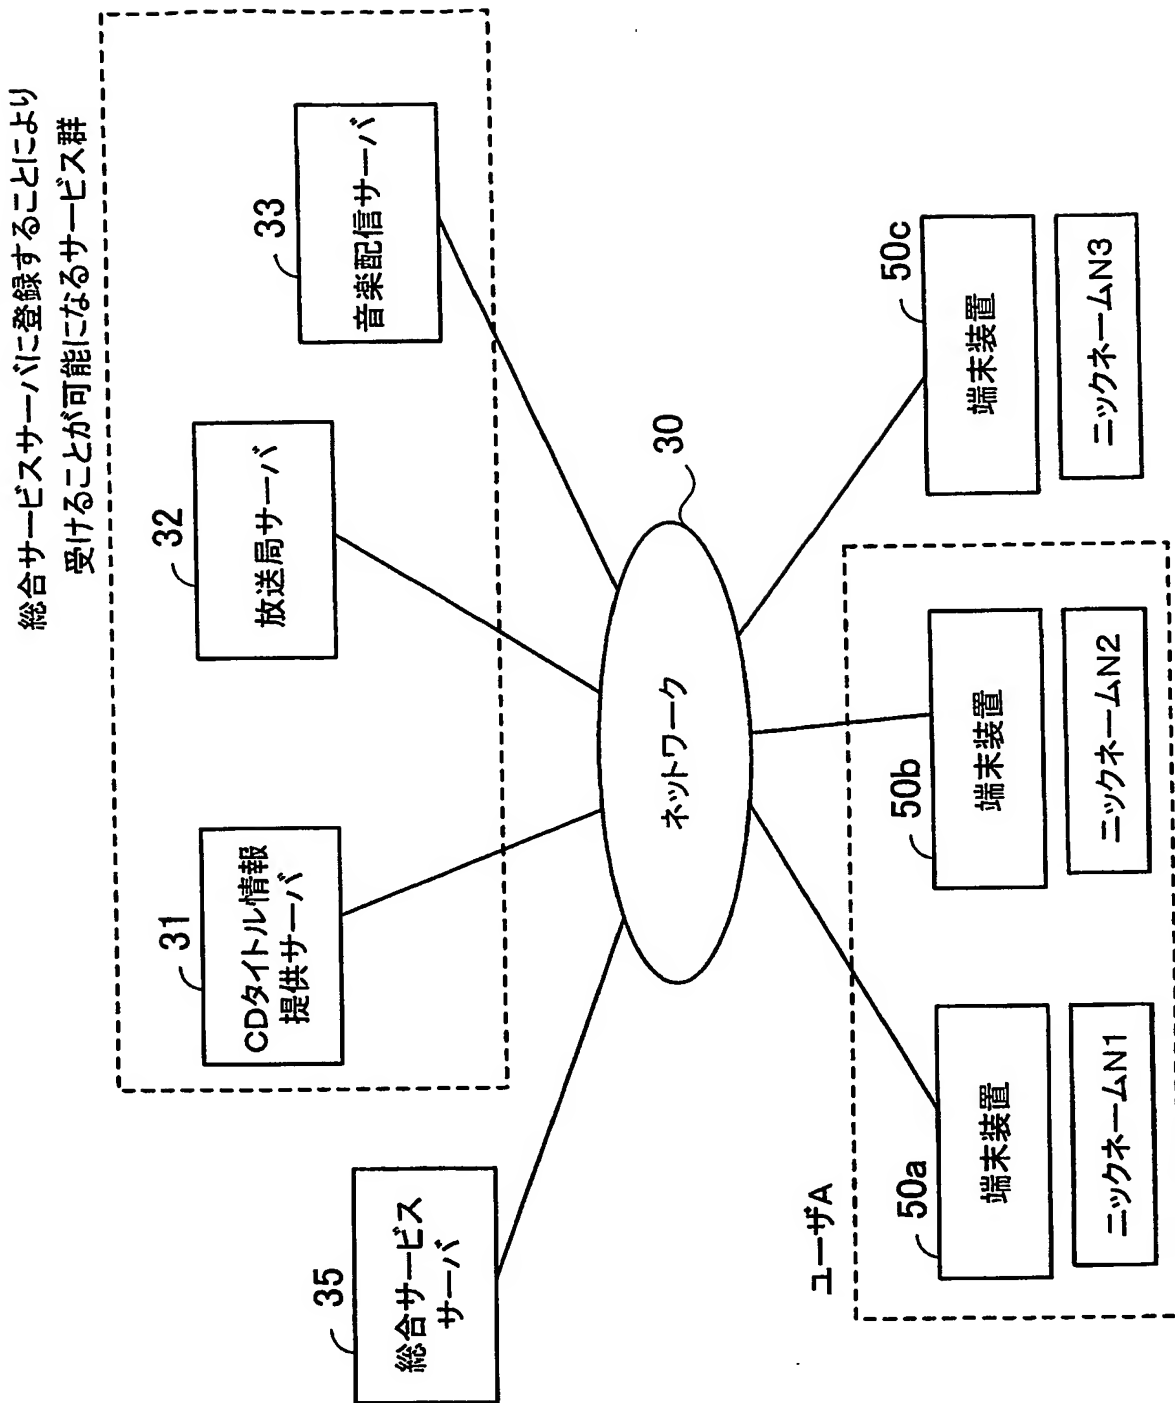 総合サービスサーバに登録することにより
受けることが可能になるサービス群
35
総合サービス
サーバ
31
CDタイトル情報
提供サーバ
32
放送局サーバ
33
音楽配信サーバ
30
ネットワーク
ユーザA
50a
端末装置
ニックネームN1
50b
端末装置
ニックネームN2
50c
端末装置
ニックネームN3